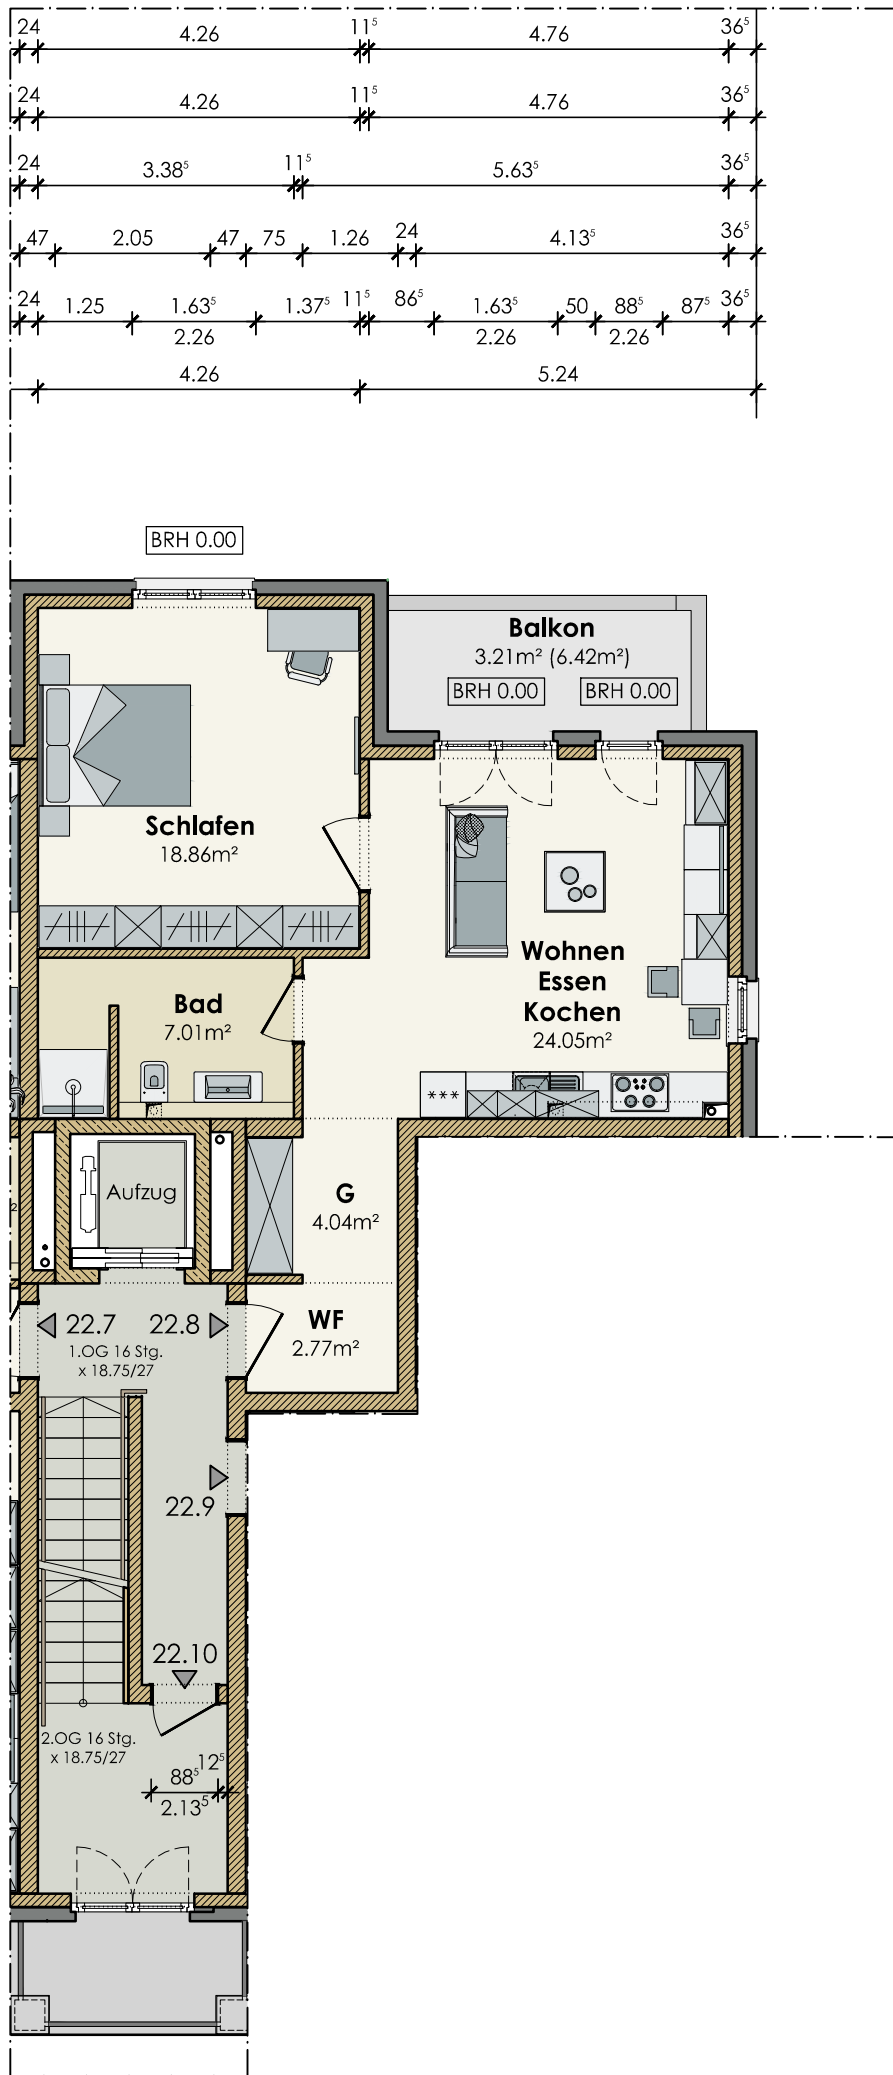 24 4.26 11⁵ 4.76 36⁵
24 4.26 11⁵ 4.76 36⁵
24 3.38⁵ 11⁵ 5.63⁵ 36⁵
47 2.05 47 75 1.26 24 4.13⁵ 36⁵
24 1.25 1.63⁵ 1.37⁵ 11⁵ 86⁵ 1.63⁵ 50 88⁵ 87⁵ 36⁵
2.26 2.26 2.26
4.26 5.24
BRH 0.00
Balkon
3.21m² (6.42m²)
BRH 0.00 BRH 0.00
Schlafen
18.86m²
Wohnen
Essen
Kochen
24.05m²
Bad
7.01m²
***
Aufzug
G
4.04m²
WF
2.77m²
22.7 22.8
1.OG 16 Stg.
x 18.75/27
22.9
22.10
2.OG 16 Stg.
x 18.75/27
88⁵ 12⁵
2.13⁵